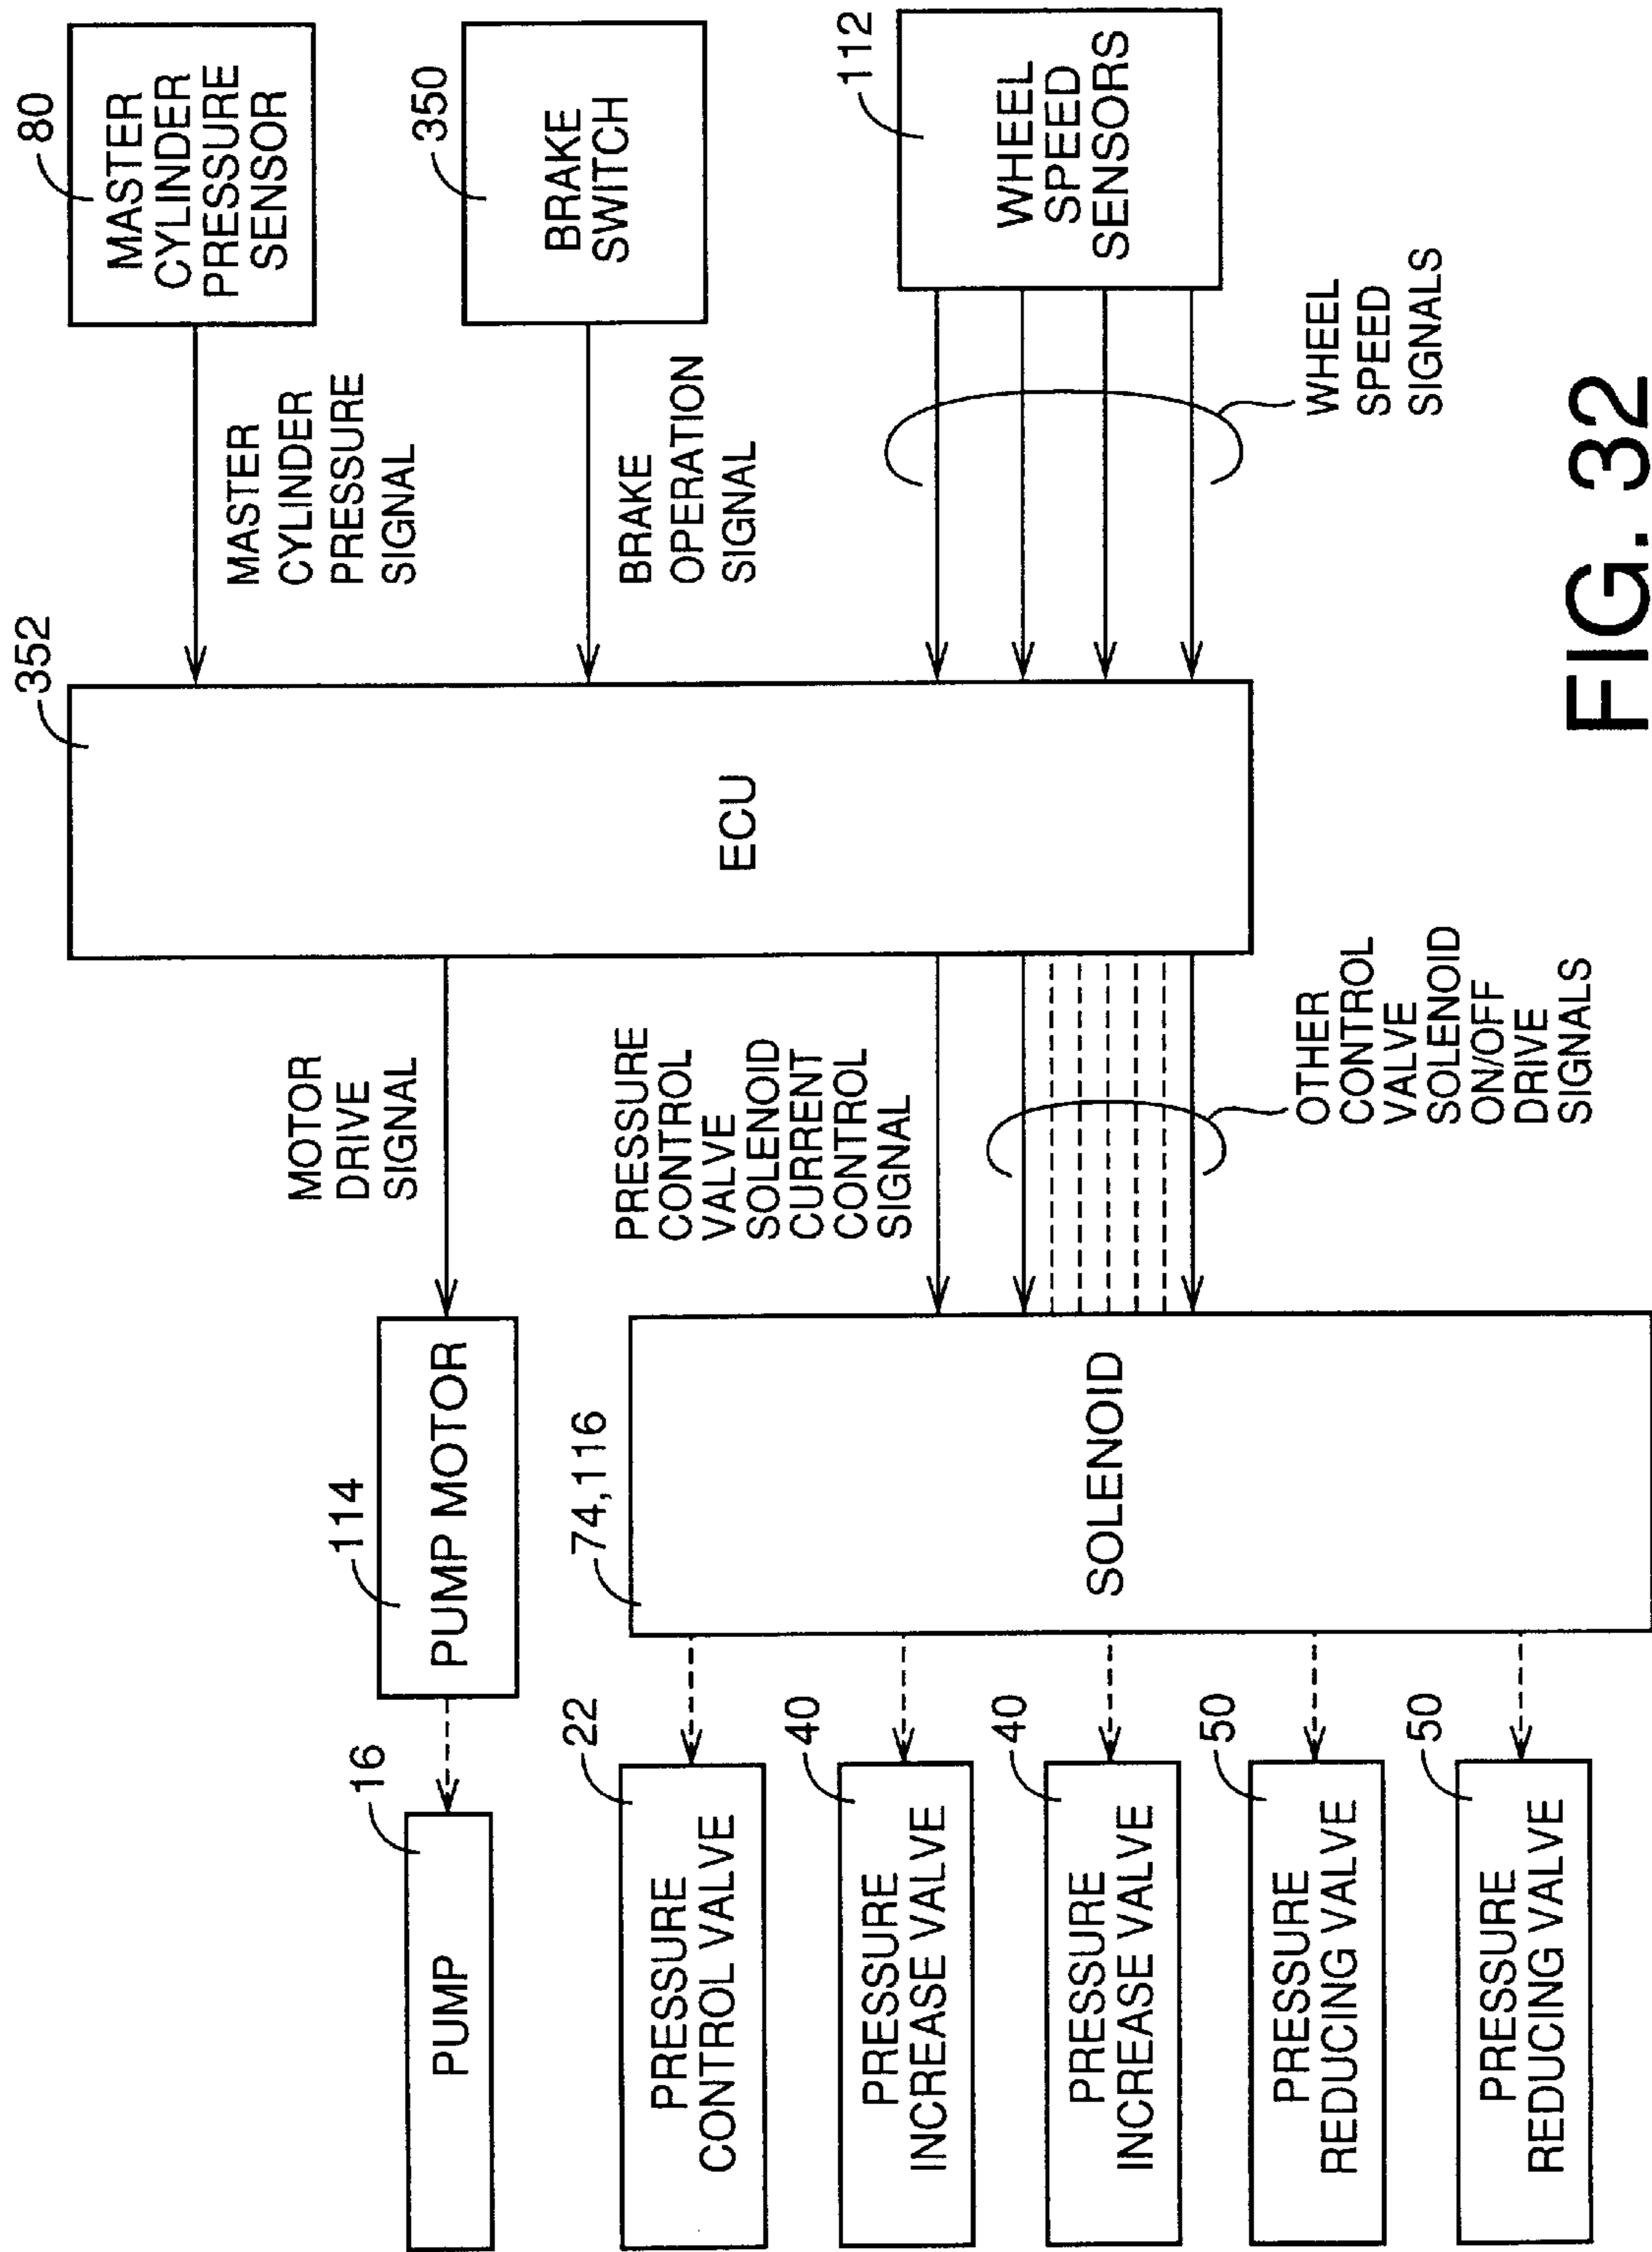 80
MASTER
CYLINDER
PRESSURE
SENSOR
350
BRAKE
SWITCH
112
WHEEL
SPEED
SENSORS
MASTER
CYLINDER
PRESSURE
SIGNAL
BRAKE
OPERATION
SIGNAL
WHEEL
SPEED
SIGNALS
352
ECU
MOTOR
DRIVE
SIGNAL
PRESSURE
CONTROL
VALVE
SOLENOID
CURRENT
CONTROL
SIGNAL
OTHER
CONTROL
VALVE
SOLENOID
ON/OFF
DRIVE
SIGNALS
114
PUMP MOTOR
74,116
SOLENOID
16
PUMP
22
PRESSURE
CONTROL VALVE
40
PRESSURE
INCREASE VALVE
40
PRESSURE
INCREASE VALVE
50
PRESSURE
REDUCING VALVE
50
PRESSURE
REDUCING VALVE
FIG. 32